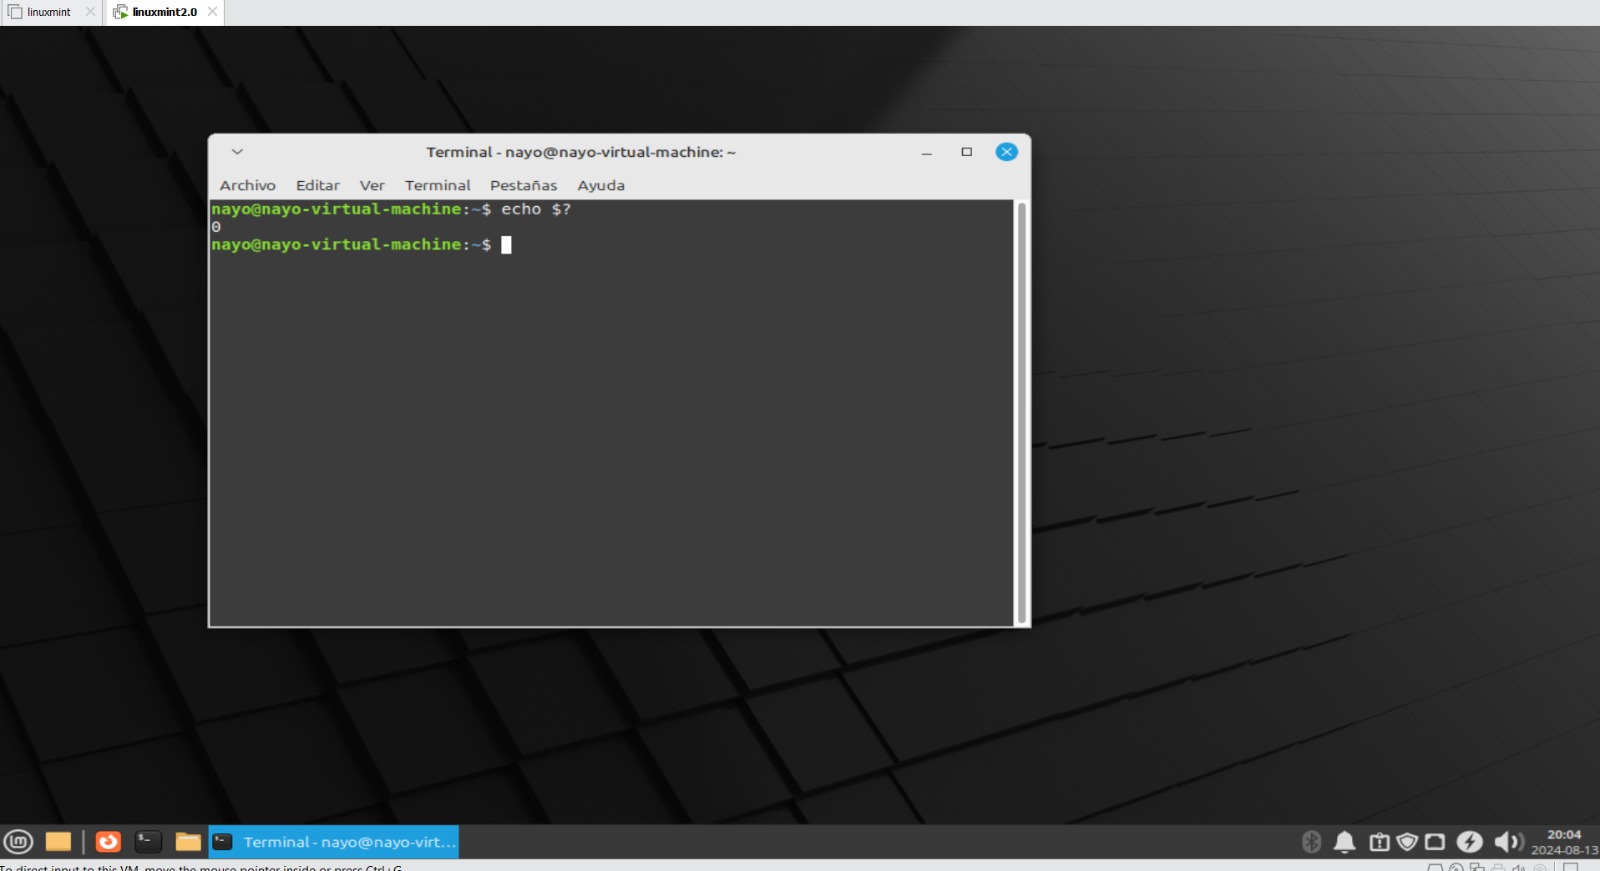 linuxmint
linuxmint2.0
Terminal - nayo@nayo-virtual-machine: ~
Archivo Editar Ver Terminal Pestañas Ayuda
nayo@nayo-virtual-machine:~$ echo $?
0
nayo@nayo-virtual-machine:~$
Terminal - nayo@nayo-virt...
20:04
2024-08-13
To direct input to this VM, move the mouse pointer inside or press Ctrl+G.